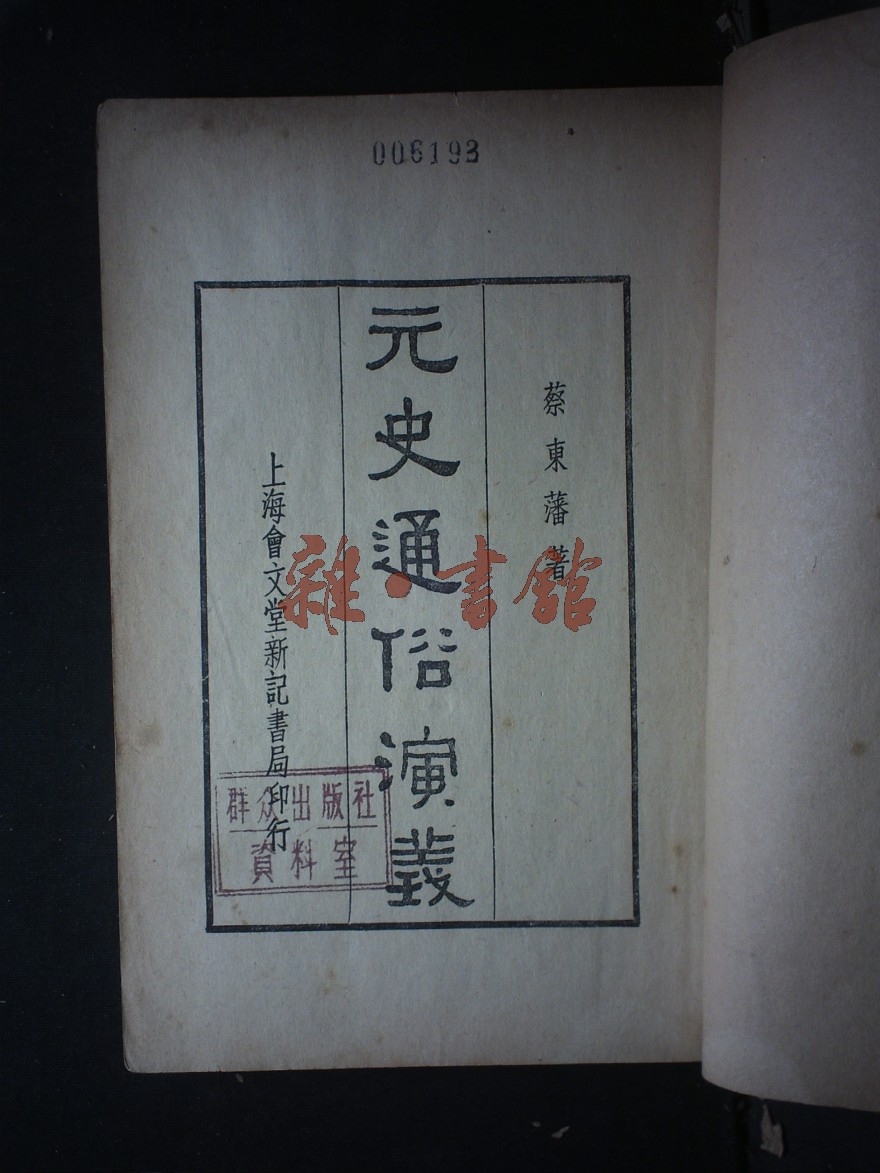 006193
蔡東藩著
元史通俗演義
上海會文堂新記書局印行
群众出版社
資料室
雜·書館